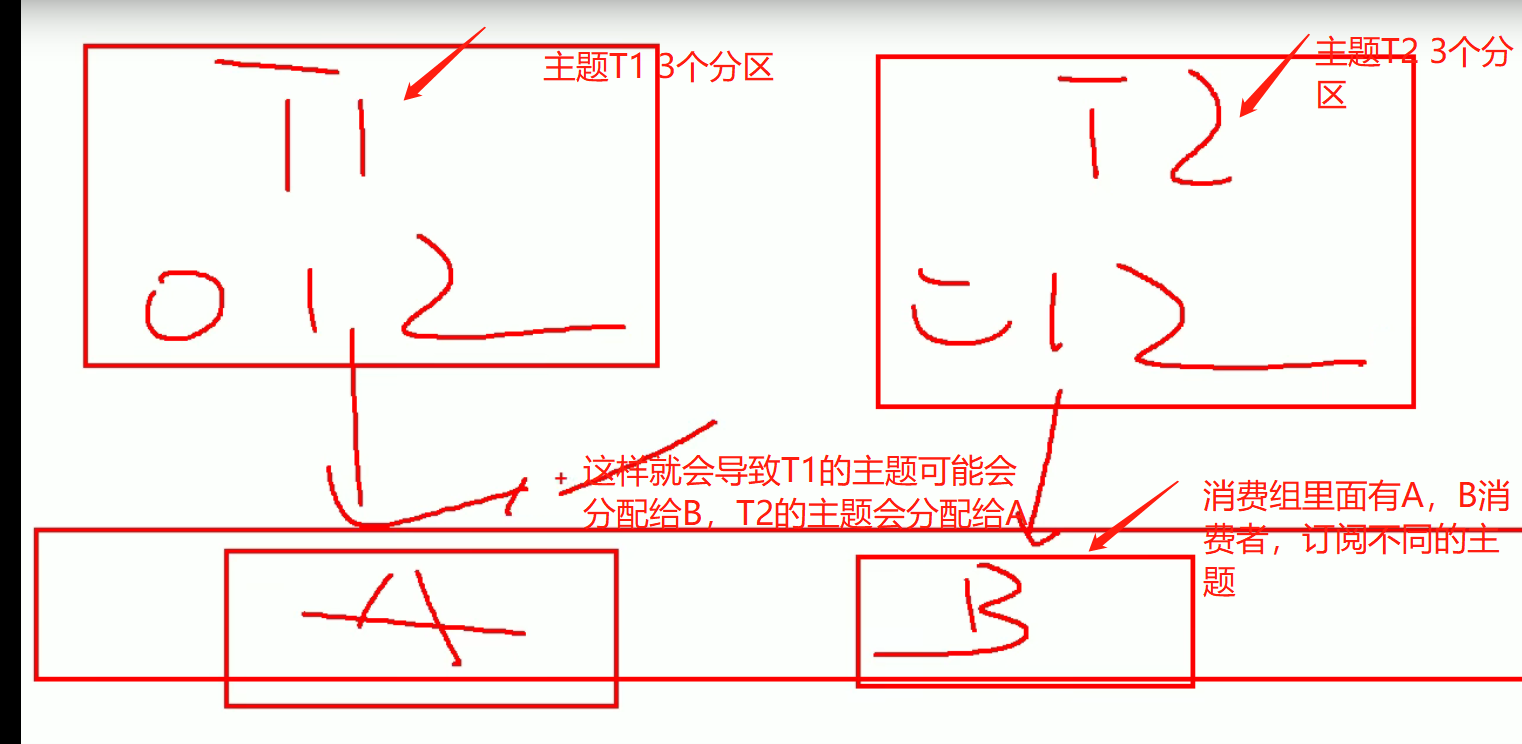 主题T1 3个分区
T1
0 1 2
主题T2 3个分
区
T2
0 1 2
这样就会导致T1的主题可能会
分配给B，T2的主题会分配给A
消费组里面有A，B消
费者，订阅不同的主
题
A
B